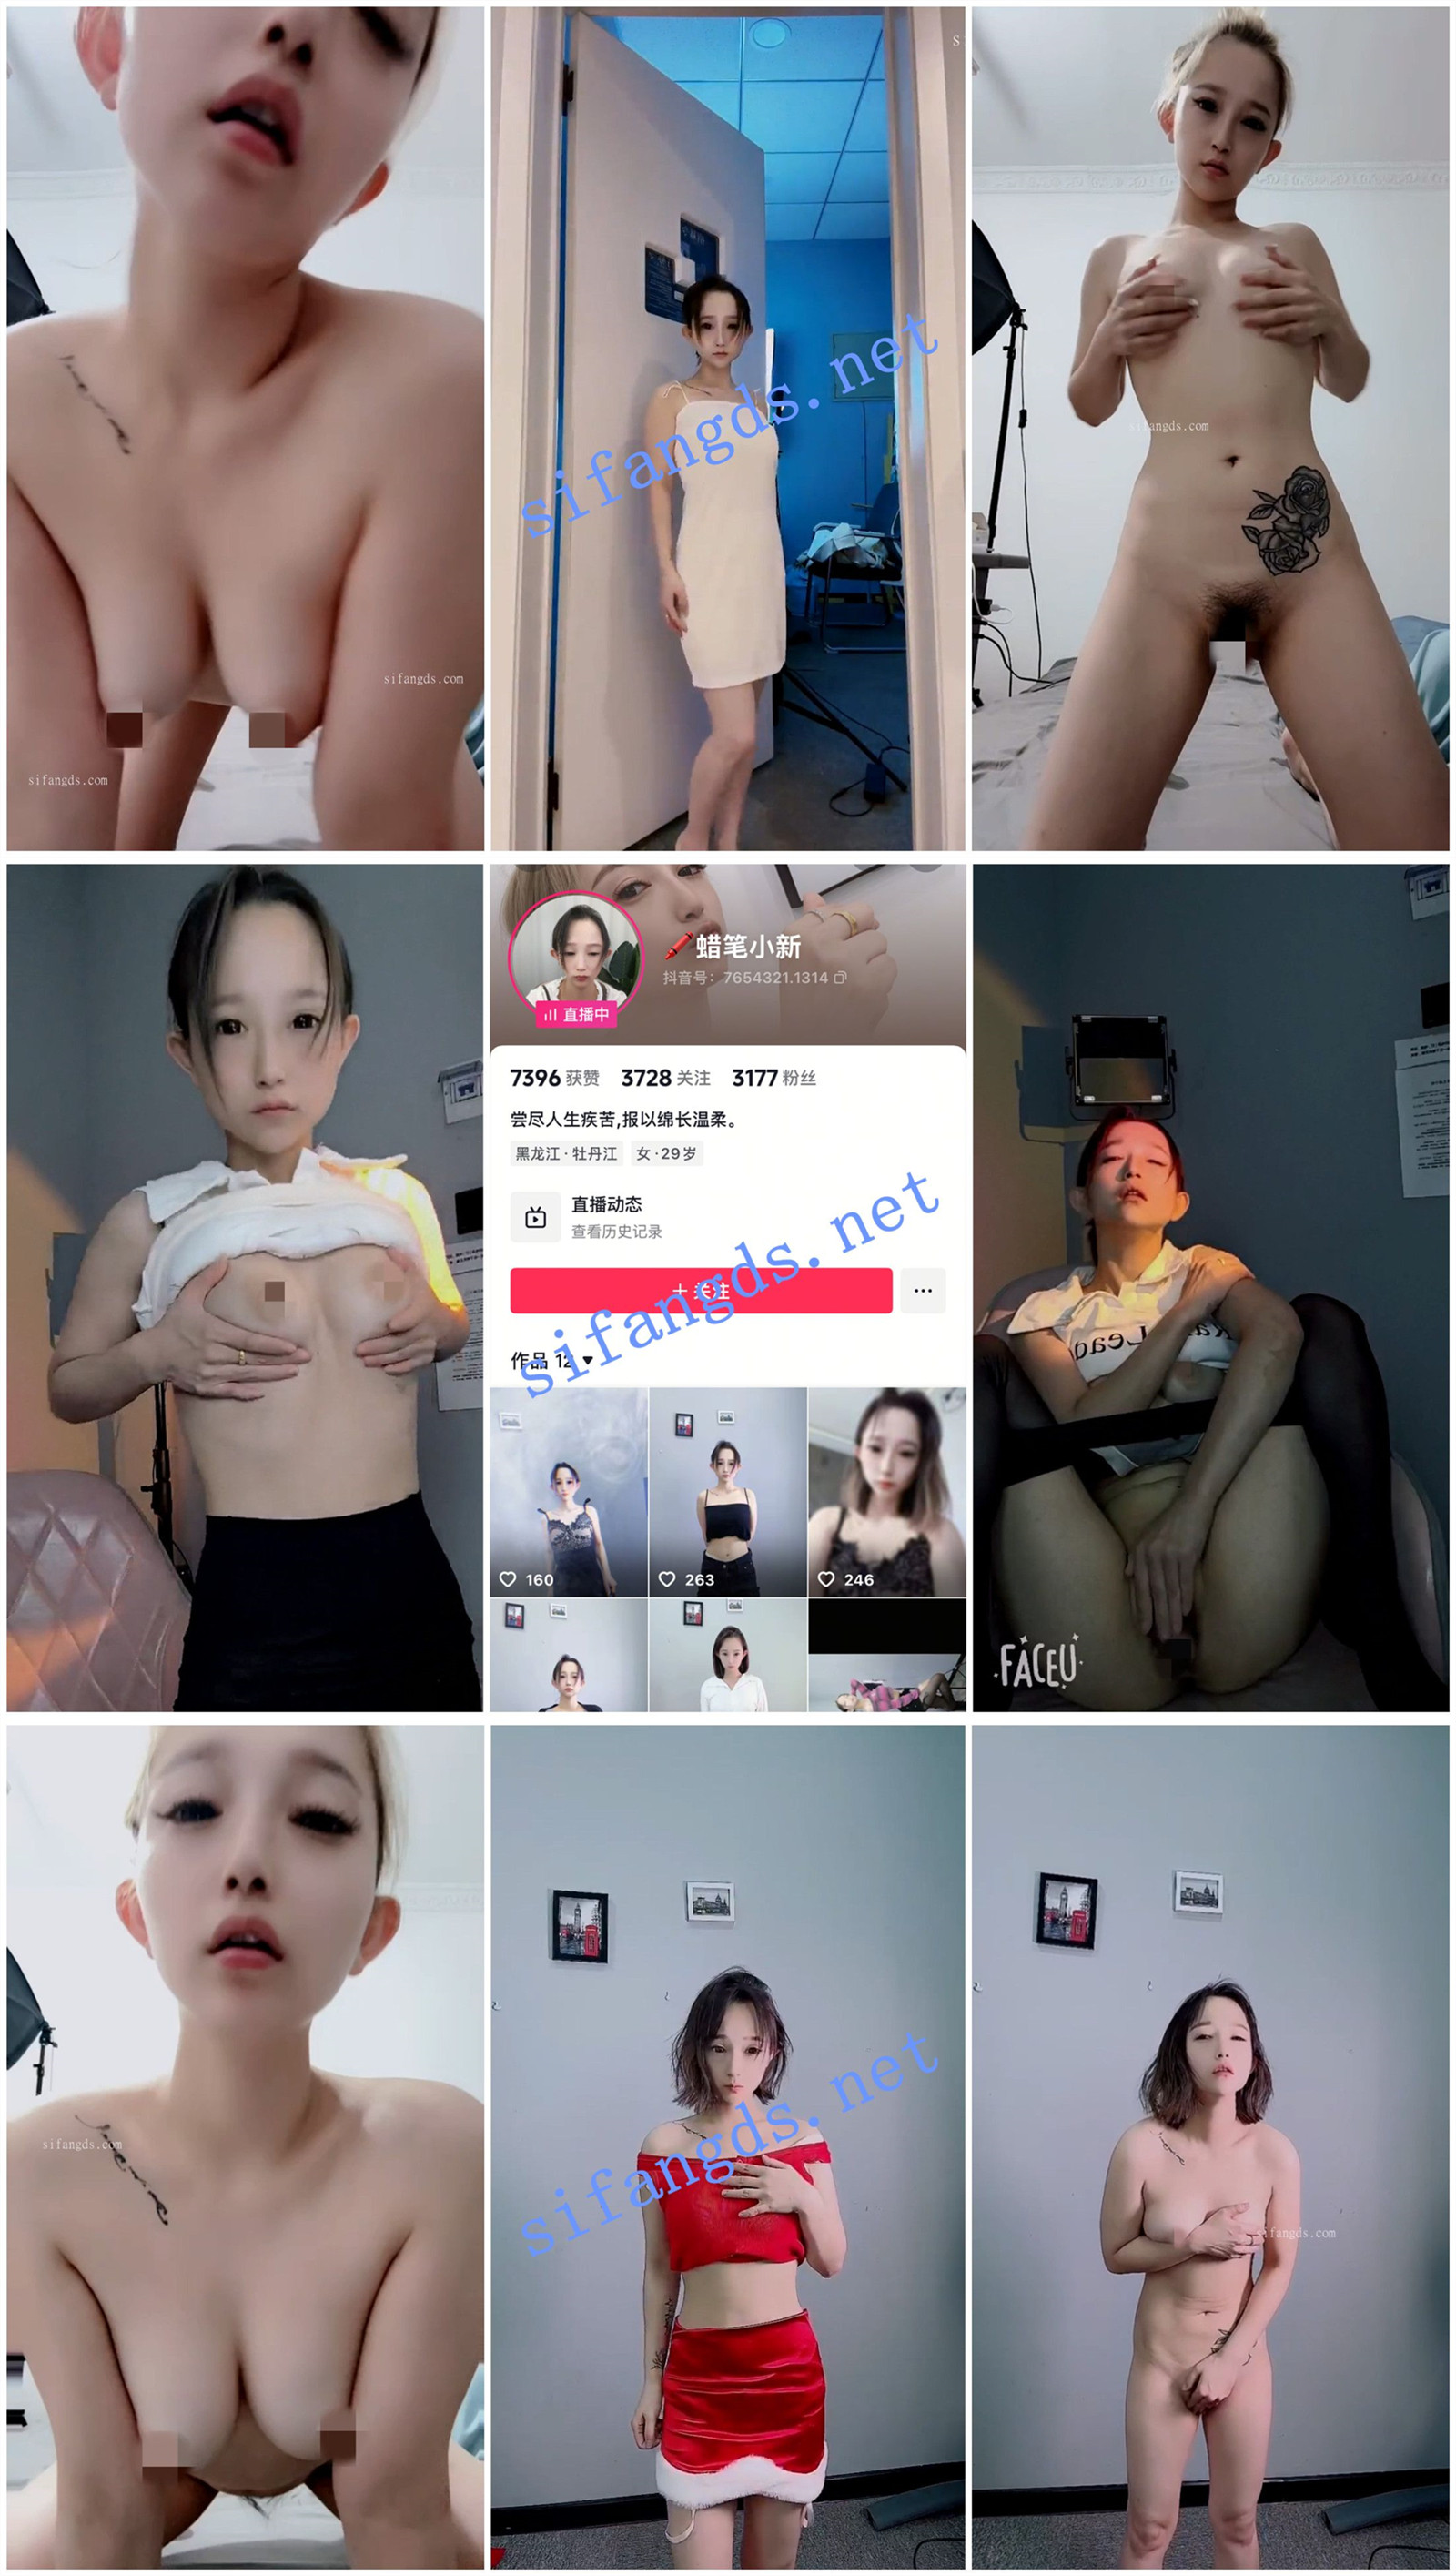 S
sifangds.net
sifangds.com
sifangds.com
sifangds.com
蜡笔小新
抖音号：7654321.1314
直播中
7396 获赞 3728 关注 3177 粉丝
尝尽人生疾苦,报以绵长温柔。
黑龙江·牡丹江 女·29岁
直播动态
查看历史记录
+ 关注
作品 12
sifangds.net
160 263 246
FACEU
sifangds.com
sifangds.net
sifangds.com